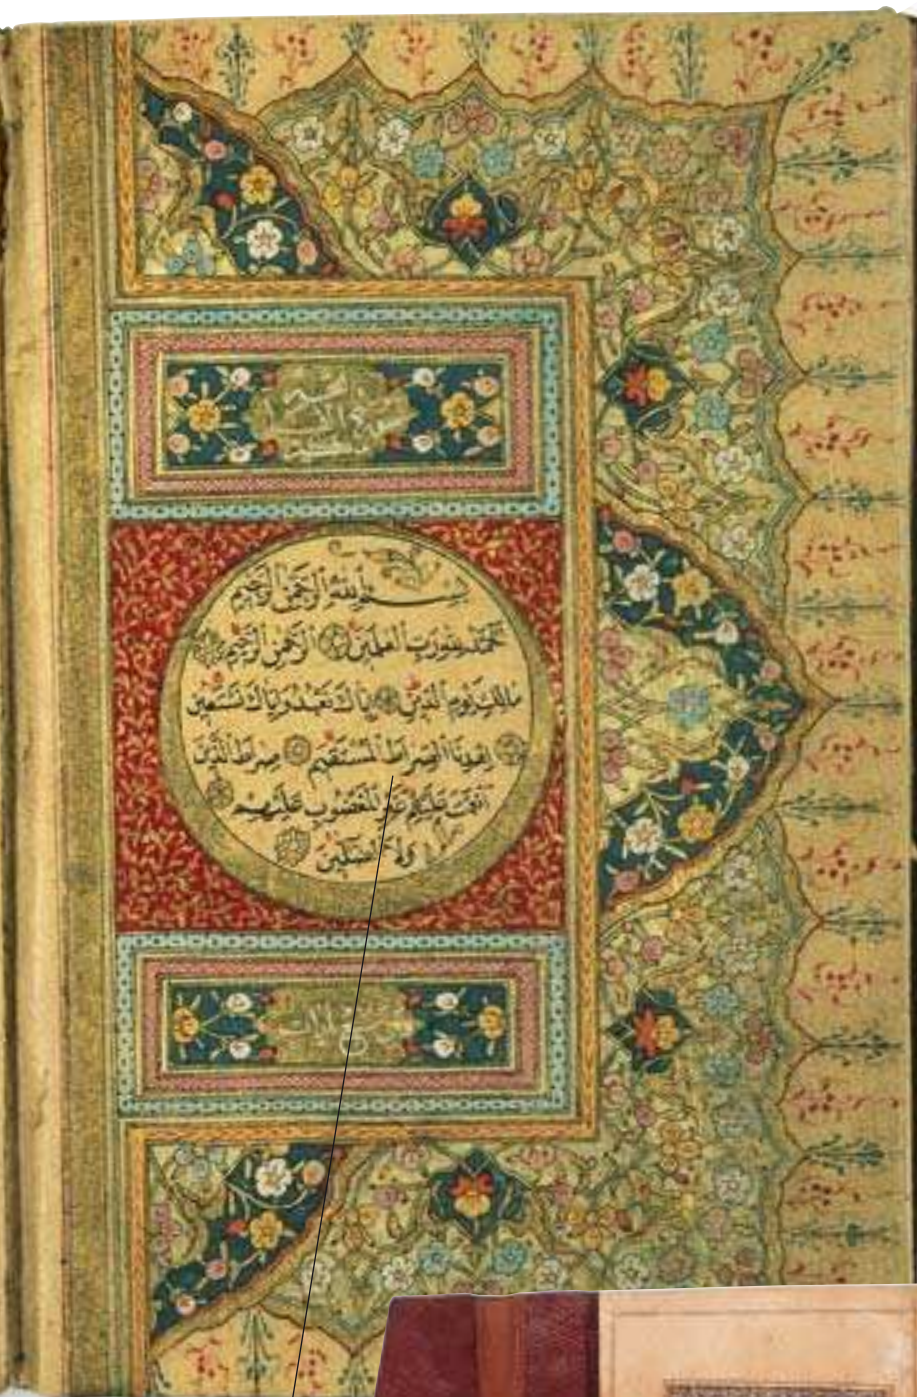 بسم الله الرحمن الرحيم
الحمد لله رب العلمين الرحمن الرحيم
مالك يوم الدين اياك نعبد واياك نستعين
اهدنا الصراط المستقيم صراط الذين
انعمت عليهم غير المغضوب عليهم
ولا الضالين